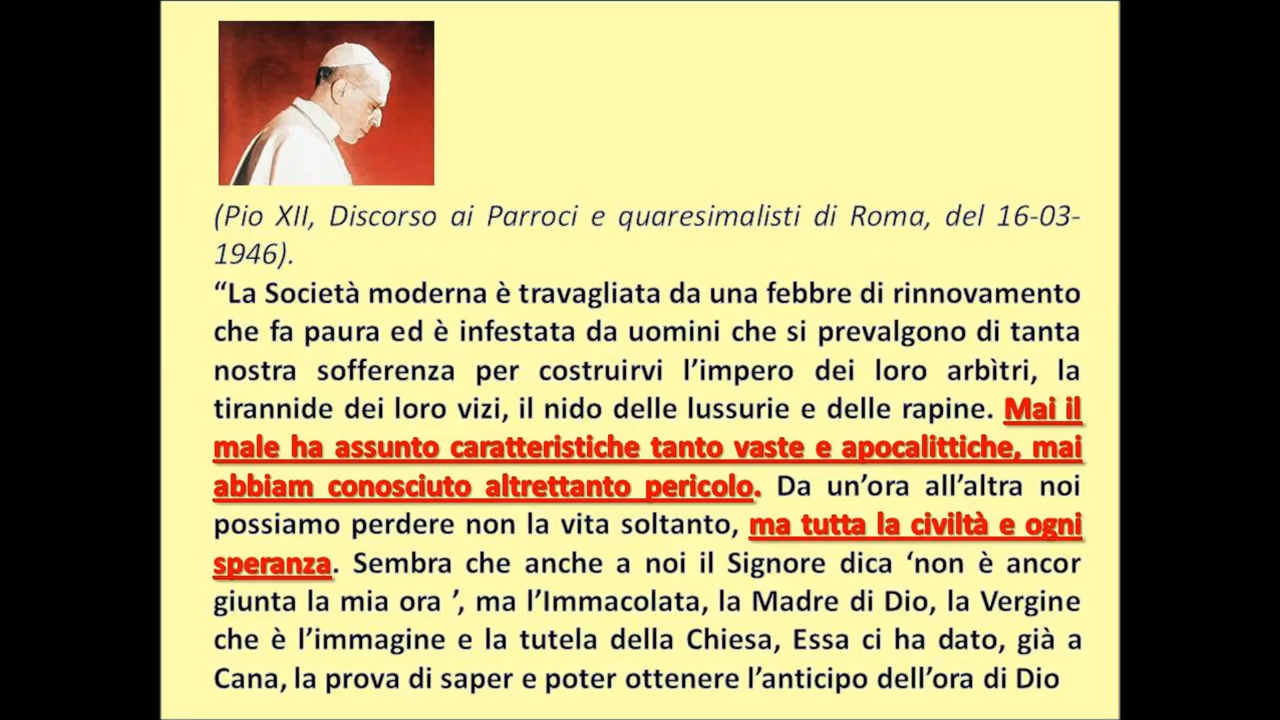 (Pio XII, Discorso ai Parroci e quaresimalisti di Roma, del 16-03-
1946).
“La Società moderna è travagliata da una febbre di rinnovamento
che fa paura ed è infestata da uomini che si prevalgono di tanta
nostra sofferenza per costruirvi l’impero dei loro arbìtri, la
tirannide dei loro vizi, il nido delle lussurie e delle rapine. Mai il
male ha assunto caratteristiche tanto vaste e apocalittiche, mai
abbiam conosciuto altrettanto pericolo. Da un’ora all’altra noi
possiamo perdere non la vita soltanto, ma tutta la civiltà e ogni
speranza. Sembra che anche a noi il Signore dica ‘non è ancor
giunta la mia ora ’, ma l’Immacolata, la Madre di Dio, la Vergine
che è l’immagine e la tutela della Chiesa, Essa ci ha dato, già a
Cana, la prova di saper e poter ottenere l’anticipo dell’ora di Dio